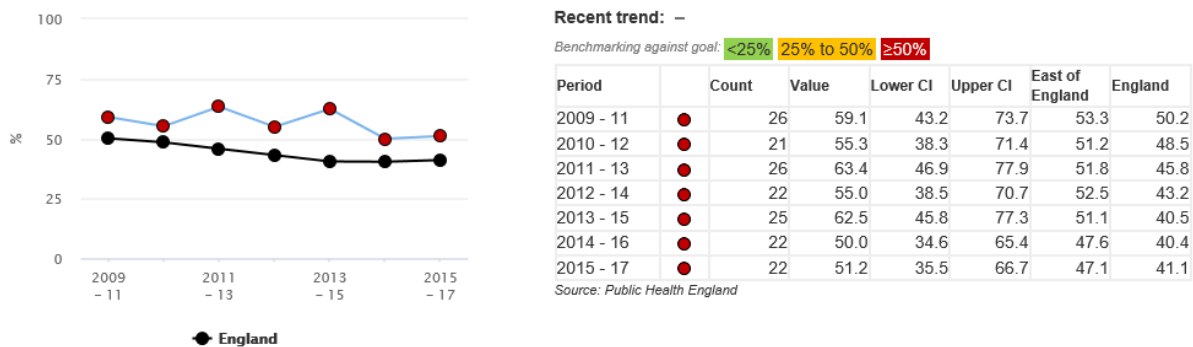 100
75
50
25
0
%
2009 – 11
2011 – 13
2013 – 15
2015 – 17
England
Recent trend: –
Benchmarking against goal: <25% 25% to 50% ≥50%
Period Count Value Lower CI Upper CI East of England England
2009 - 11 26 59.1 43.2 73.7 53.3 50.2
2010 - 12 21 55.3 38.3 71.4 51.2 48.5
2011 - 13 26 63.4 46.9 77.9 51.8 45.8
2012 - 14 22 55.0 38.5 70.7 52.5 43.2
2013 - 15 25 62.5 45.8 77.3 51.1 40.5
2014 - 16 22 50.0 34.6 65.4 47.6 40.4
2015 - 17 22 51.2 35.5 66.7 47.1 41.1
Source: Public Health England